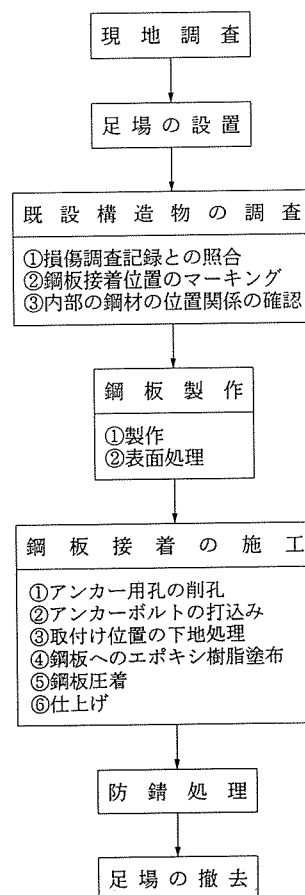 現地調査
足場の設置
既設構造物の調査
①損傷調査記録との照合
②鋼板接着位置のマーキング
③内部の鋼材の位置関係の確認
鋼板製作
①製作
②表面処理
鋼板接着の施工
①アンカー用孔の削孔
②アンカーボルトの打込み
③取付け位置の下地処理
④鋼板へのエポキシ樹脂塗布
⑤鋼板圧着
⑥仕上げ
防錆処理
足場の撤去